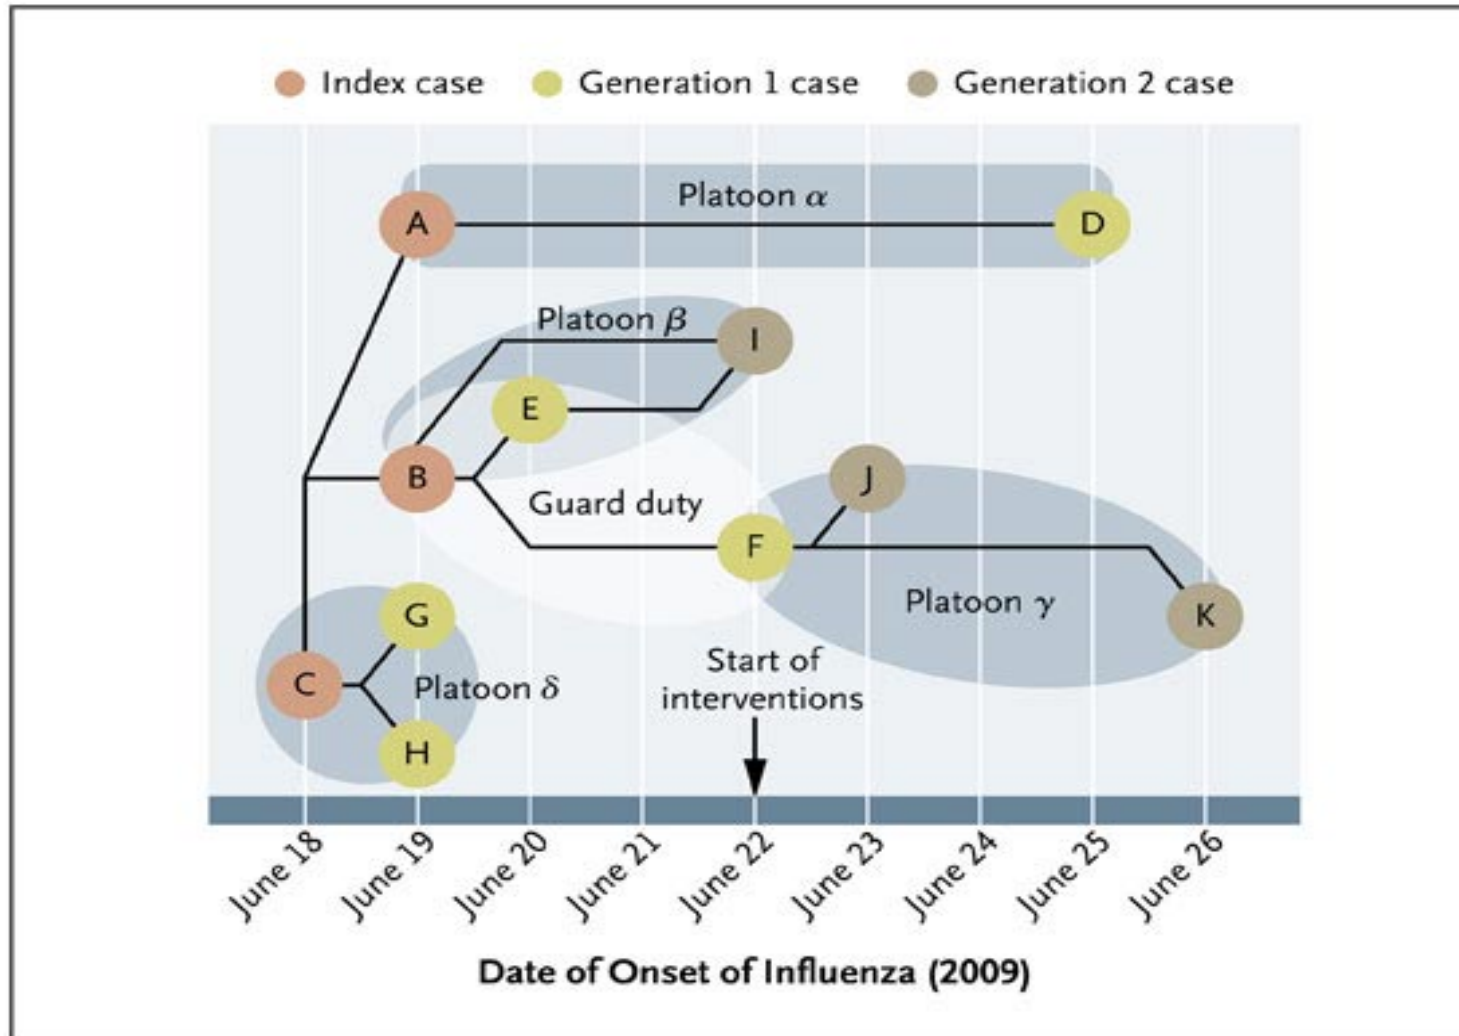 Index case Generation 1 case Generation 2 case
Platoon α
A D
Platoon β
I
E
B
J
Guard duty
F
Platoon γ
G
K
Start of
interventions
C
Platoon δ
H
June 18 June 19 June 20 June 21 June 22 June 23 June 24 June 25 June 26
Date of Onset of Influenza (2009)